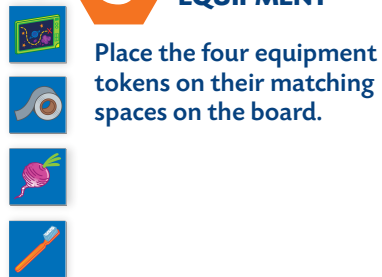 EQUIPMENT
Place the four equipment
tokens on their matching
spaces on the board.